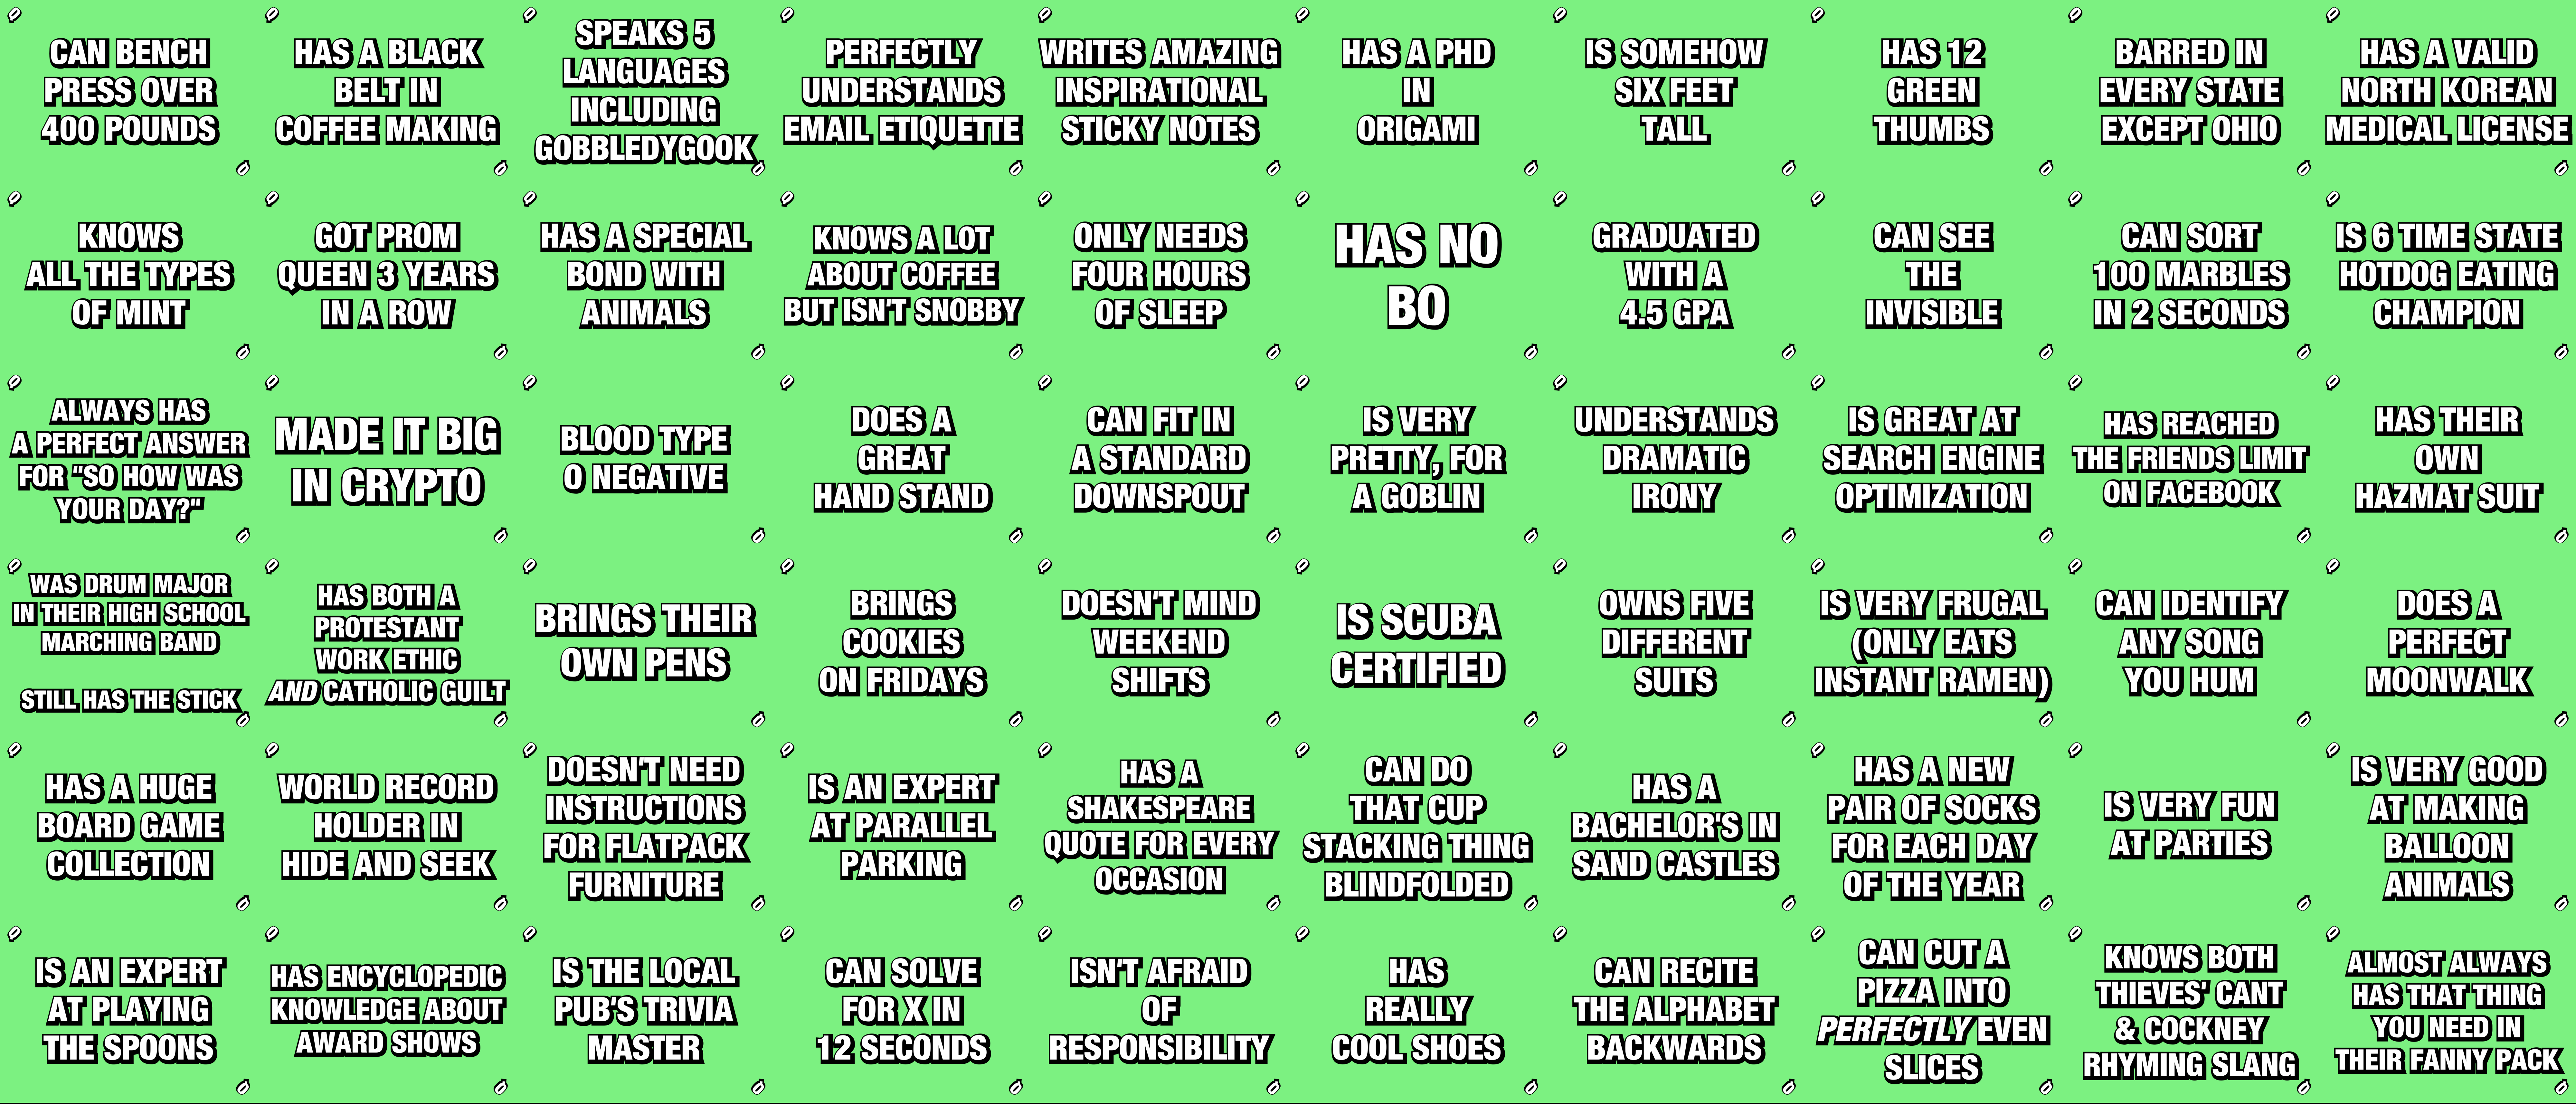 CAN BENCH
PRESS OVER
400 POUNDS
HAS A BLACK
BELT IN
COFFEE MAKING
SPEAKS 5
LANGUAGES
INCLUDING
GOBBLEDYGOOK
PERFECTLY
UNDERSTANDS
EMAIL ETIQUETTE
WRITES AMAZING
INSPIRATIONAL
STICKY NOTES
HAS A PHD
IN
ORIGAMI
IS SOMEHOW
SIX FEET
TALL
HAS 12
GREEN
THUMBS
BARRED IN
EVERY STATE
EXCEPT OHIO
HAS A VALID
NORTH KOREAN
MEDICAL LICENSE
KNOWS
ALL THE TYPES
OF MINT
GOT PROM
QUEEN 3 YEARS
IN A ROW
HAS A SPECIAL
BOND WITH
ANIMALS
KNOWS A LOT
ABOUT COFFEE
BUT ISN'T SNOBBY
ONLY NEEDS
FOUR HOURS
OF SLEEP
HAS NO
BO
GRADUATED
WITH A
4.5 GPA
CAN SEE
THE
INVISIBLE
CAN SORT
100 MARBLES
IN 2 SECONDS
IS 6 TIME STATE
HOTDOG EATING
CHAMPION
ALWAYS HAS
A PERFECT ANSWER
FOR "SO HOW WAS
YOUR DAY?"
MADE IT BIG
IN CRYPTO
BLOOD TYPE
O NEGATIVE
DOES A
GREAT
HAND STAND
CAN FIT IN
A STANDARD
DOWNSPOUT
IS VERY
PRETTY, FOR
A GOBLIN
UNDERSTANDS
DRAMATIC
IRONY
IS GREAT AT
SEARCH ENGINE
OPTIMIZATION
HAS REACHED
THE FRIENDS LIMIT
ON FACEBOOK
HAS THEIR
OWN
HAZMAT SUIT
WAS DRUM MAJOR
IN THEIR HIGH SCHOOL
MARCHING BAND
STILL HAS THE STICK
HAS BOTH A
PROTESTANT
WORK ETHIC
AND CATHOLIC GUILT
BRINGS THEIR
OWN PENS
BRINGS
COOKIES
ON FRIDAYS
DOESN'T MIND
WEEKEND
SHIFTS
IS SCUBA
CERTIFIED
OWNS FIVE
DIFFERENT
SUITS
IS VERY FRUGAL
(ONLY EATS
INSTANT RAMEN)
CAN IDENTIFY
ANY SONG
YOU HUM
DOES A
PERFECT
MOONWALK
HAS A HUGE
BOARD GAME
COLLECTION
WORLD RECORD
HOLDER IN
HIDE AND SEEK
DOESN'T NEED
INSTRUCTIONS
FOR FLATPACK
FURNITURE
IS AN EXPERT
AT PARALLEL
PARKING
HAS A
SHAKESPEARE
QUOTE FOR EVERY
OCCASION
CAN DO
THAT CUP
STACKING THING
BLINDFOLDED
HAS A
BACHELOR'S IN
SAND CASTLES
HAS A NEW
PAIR OF SOCKS
FOR EACH DAY
OF THE YEAR
IS VERY FUN
AT PARTIES
IS VERY GOOD
AT MAKING
BALLOON
ANIMALS
IS AN EXPERT
AT PLAYING
THE SPOONS
HAS ENCYCLOPEDIC
KNOWLEDGE ABOUT
AWARD SHOWS
IS THE LOCAL
PUB'S TRIVIA
MASTER
CAN SOLVE
FOR X IN
12 SECONDS
ISN'T AFRAID
OF
RESPONSIBILITY
HAS
REALLY
COOL SHOES
CAN RECITE
THE ALPHABET
BACKWARDS
CAN CUT A
PIZZA INTO
PERFECTLY EVEN
SLICES
KNOWS BOTH
THIEVES' CANT
& COCKNEY
RHYMING SLANG
ALMOST ALWAYS
HAS THAT THING
YOU NEED IN
THEIR FANNY PACK